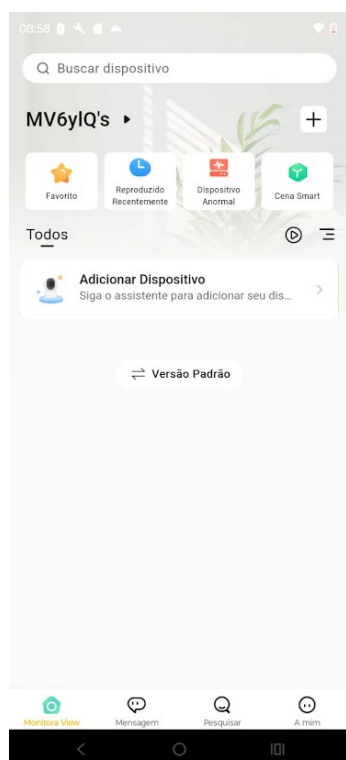 08:58
Buscar dispositivo
MV6ylQ's
Favorito
Reproduzido
Recentemente
Dispositivo
Anormal
Cena Smart
Todos
Adicionar Dispositivo
Siga o assistente para adicionar seu dis...
Versão Padrão
Monitora View
Mensagem
Pesquisar
A mim